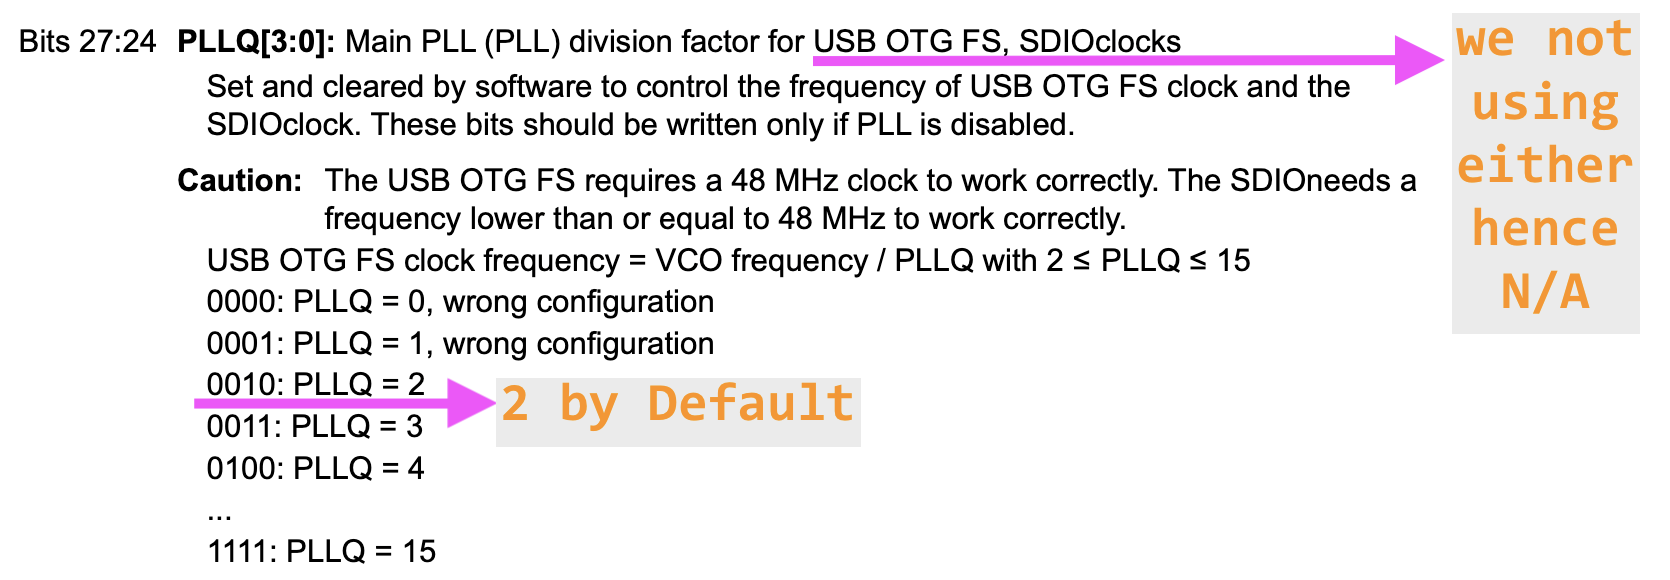 Bits 27:24 PLLQ[3:0]: Main PLL (PLL) division factor for USB OTG FS, SDIOclocks
Set and cleared by software to control the frequency of USB OTG FS clock and the
SDIOclock. These bits should be written only if PLL is disabled.
Caution: The USB OTG FS requires a 48 MHz clock to work correctly. The SDIOneeds a
frequency lower than or equal to 48 MHz to work correctly.
USB OTG FS clock frequency = VCO frequency / PLLQ with 2 ≤ PLLQ ≤ 15
0000: PLLQ = 0, wrong configuration
0001: PLLQ = 1, wrong configuration
0010: PLLQ = 2
2 by Default
0011: PLLQ = 3
0100: PLLQ = 4
...
1111: PLLQ = 15
we not
using
either
hence
N/A